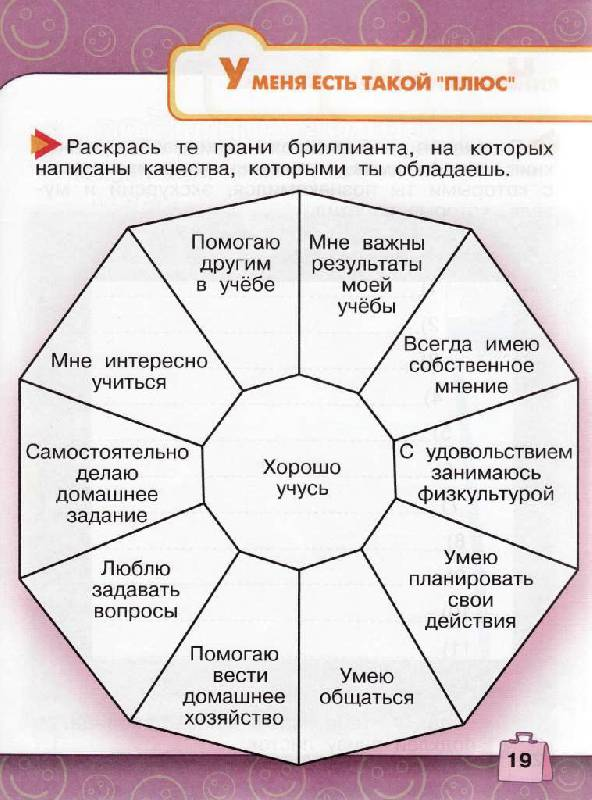 У МЕНЯ ЕСТЬ ТАКОЙ "ПЛЮС"
Раскрась те грани бриллианта, на которых
написаны качества, которыми ты обладаешь.
Помогаю
другим
в учёбе
Мне важны
результаты
моей
учёбы
Мне интересно
учиться
Всегда имею
собственное
мнение
Самостоятельно
делаю
домашнее
задание
Хорошо
учусь
С удовольствием
занимаюсь
физкультурой
Люблю
задавать
вопросы
Умею
планировать
свои
действия
Помогаю
вести
домашнее
хозяйство
Умею
общаться
19